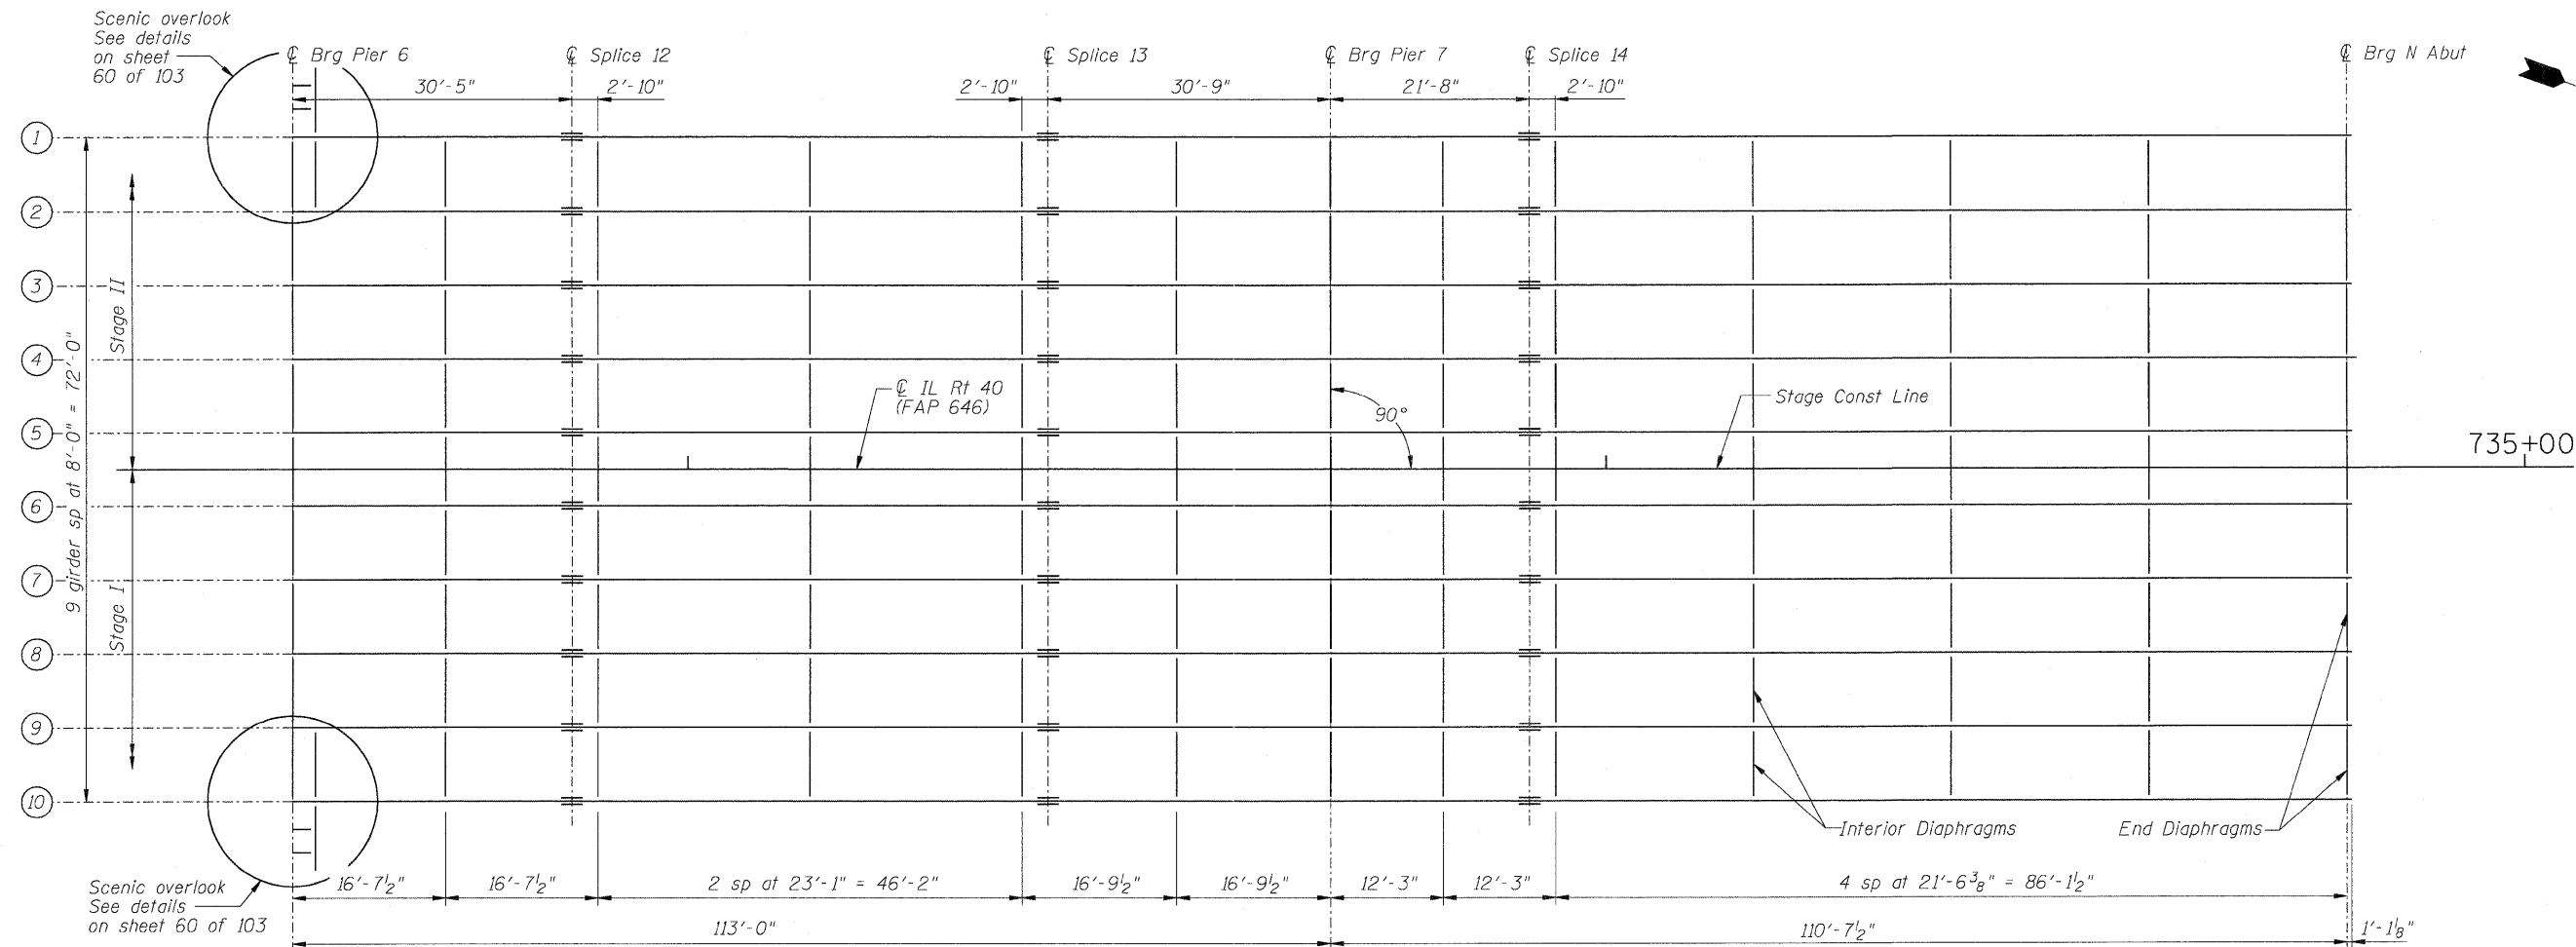 Scenic overlook
See details
on sheet
60 of 103
℄ Brg Pier 6
℄ Splice 12
℄ Splice 13
℄ Brg Pier 7
℄ Splice 14
℄ Brg N Abut
30'-5"
2'-10"
2'-10"
30'-9"
21'-8"
2'-10"
1
2
3
4
5
6
7
8
9
10
9 girder sp at 8'-0" = 72'-0"
Stage II
Stage I
℄ IL Rt 40
(FAP 646)
90°
Stage Const Line
735+00
Interior Diaphragms
End Diaphragms
Scenic overlook
See details
on sheet 60 of 103
16'-7½"
16'-7½"
2 sp at 23'-1" = 46'-2"
16'-9½"
16'-9½"
12'-3"
12'-3"
4 sp at 21'-6⅜" = 86'-1½"
113'-0"
110'-7½"
1'-1⅛"